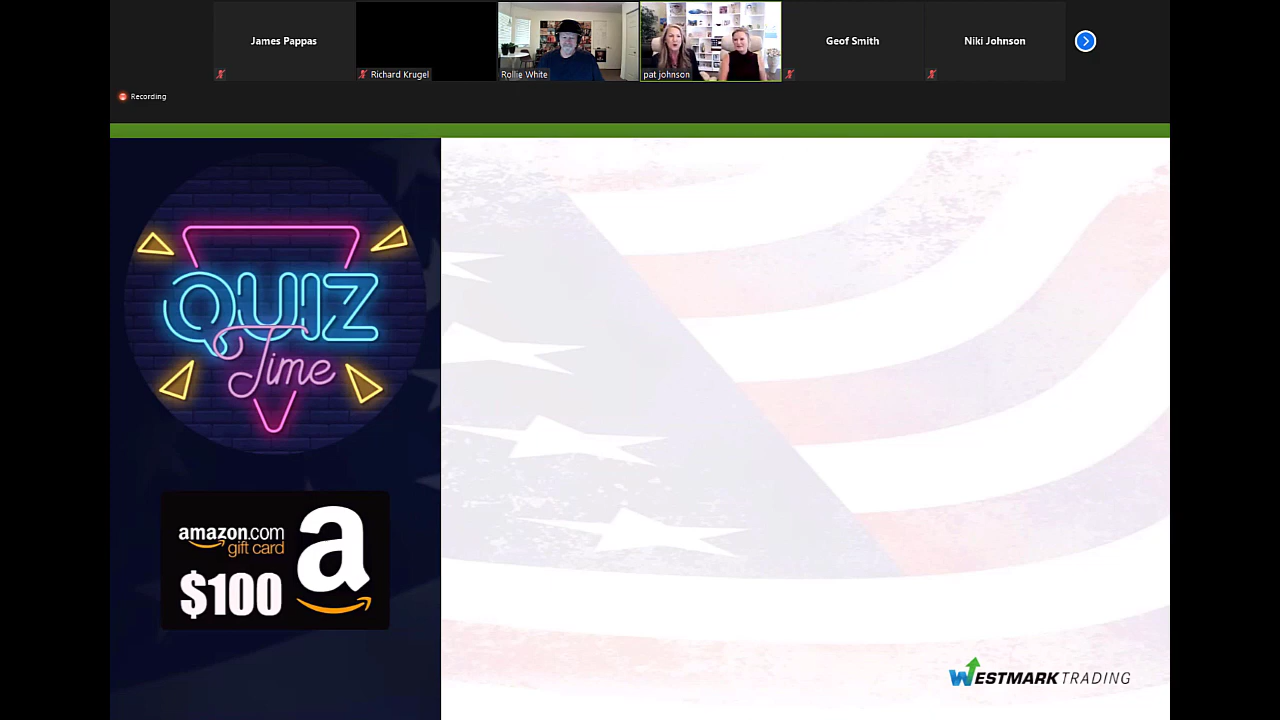 James Pappas
Richard Krugel
Rollie White
pat johnson
Geof Smith
Niki Johnson
Recording
QUIZ
Time
amazon.com
gift card
$100
a
WESTMARK TRADING